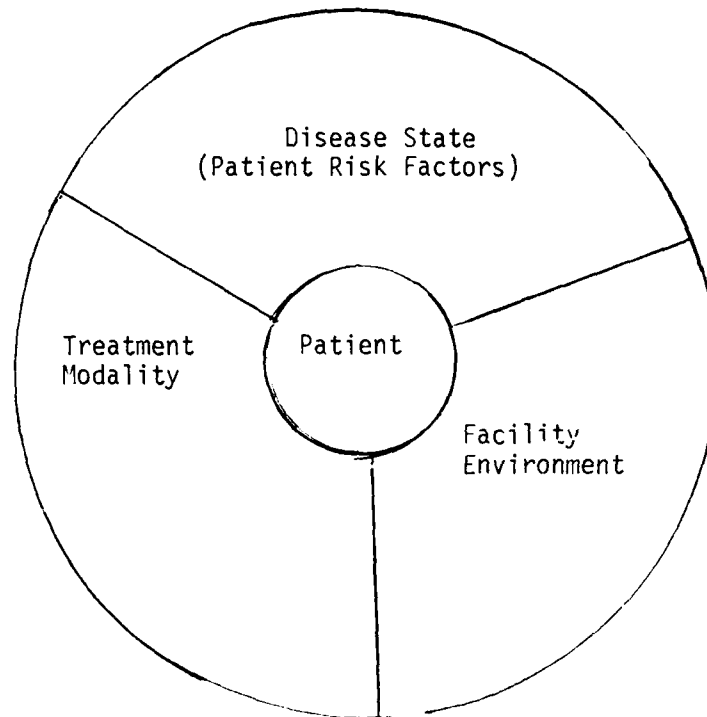 Disease State
(Patient Risk Factors)
Treatment
Modality
Patient
Facility
Environment